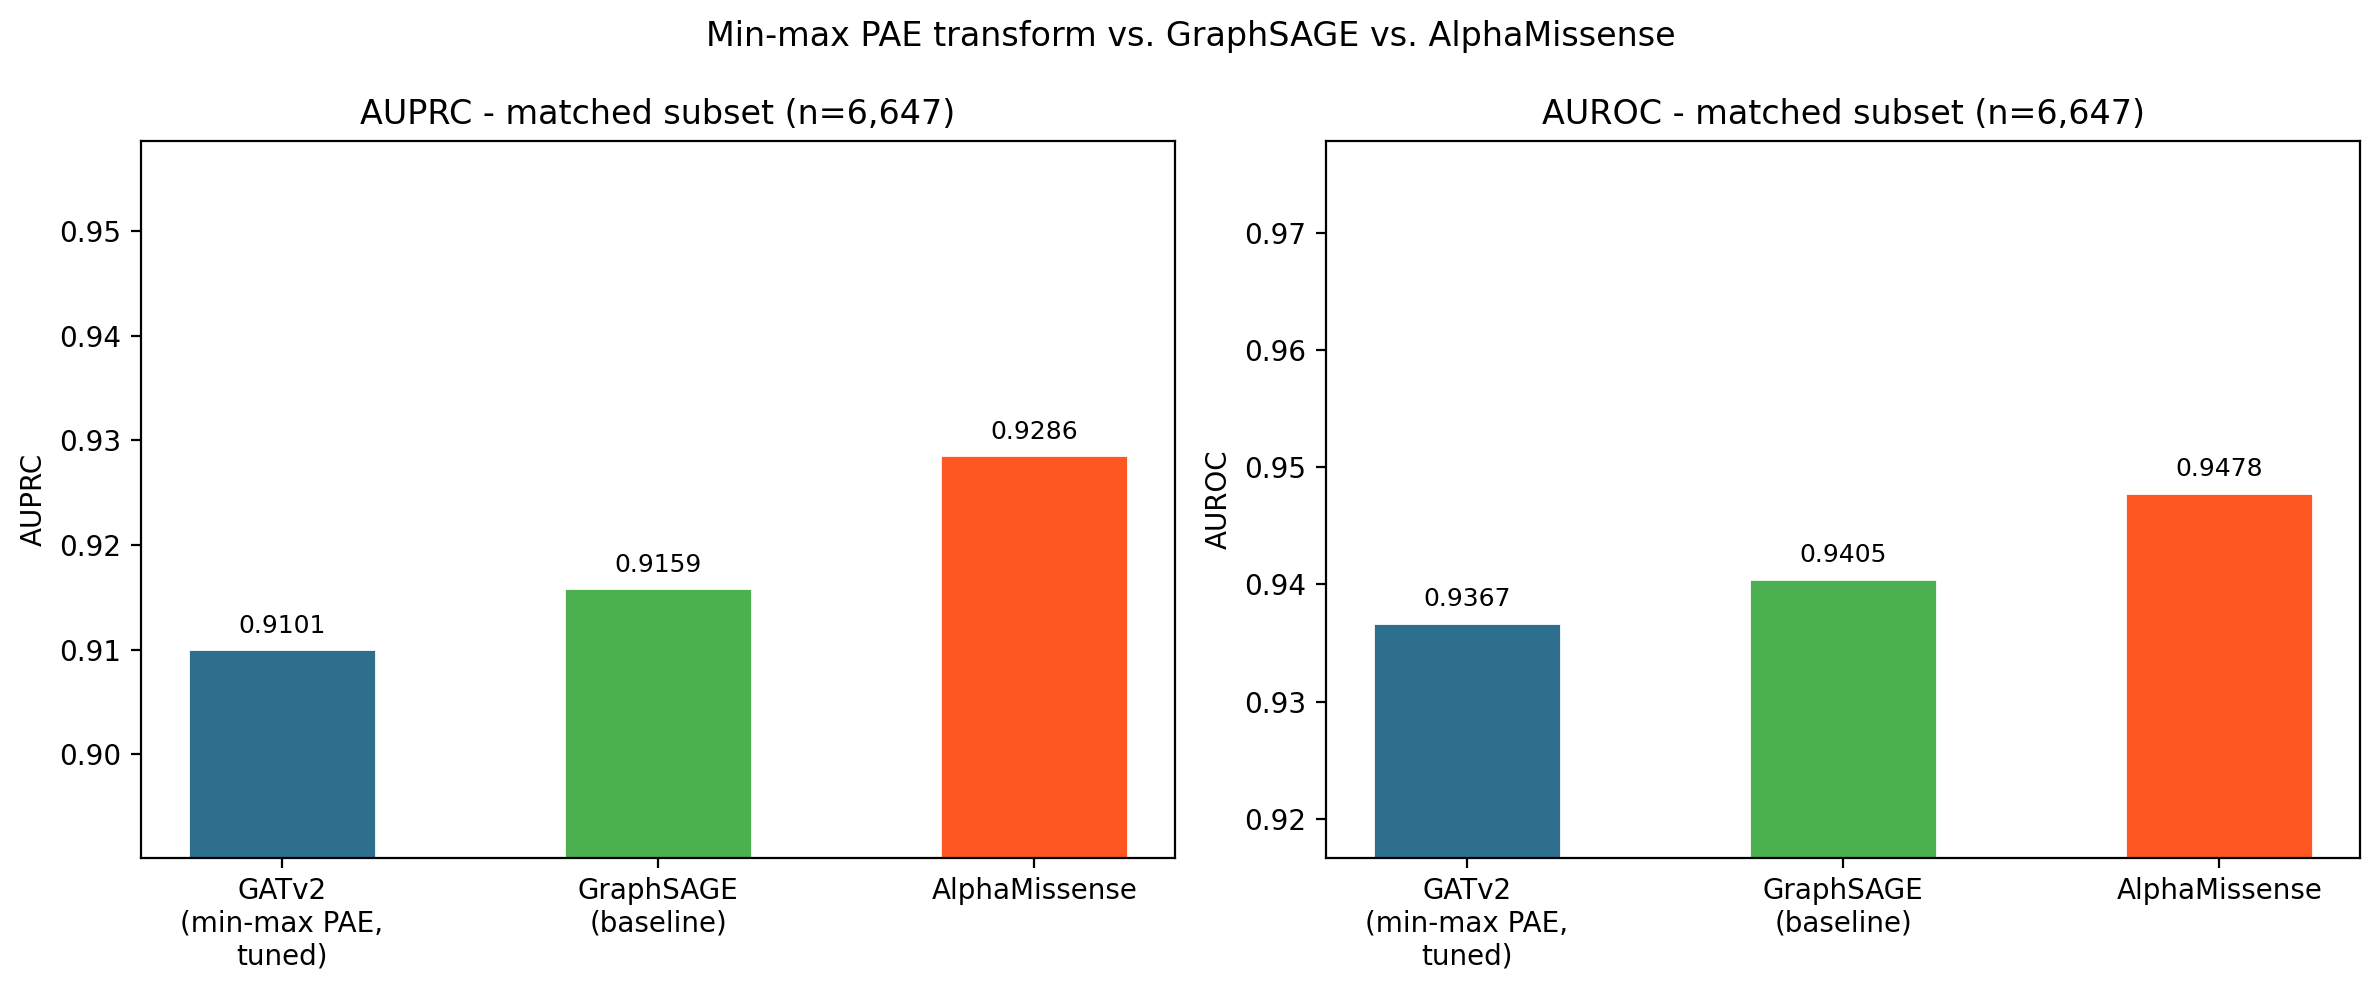 Min-max PAE transform vs. GraphSAGE vs. AlphaMissense
AUPRC - matched subset (n=6,647)
AUPRC
0.95
0.94
0.93
0.92
0.91
0.90
0.9101
0.9159
0.9286
GATv2
(min-max PAE,
tuned)
GraphSAGE
(baseline)
AlphaMissense
AUROC - matched subset (n=6,647)
AUROC
0.97
0.96
0.95
0.94
0.93
0.92
0.9367
0.9405
0.9478
GATv2
(min-max PAE,
tuned)
GraphSAGE
(baseline)
AlphaMissense